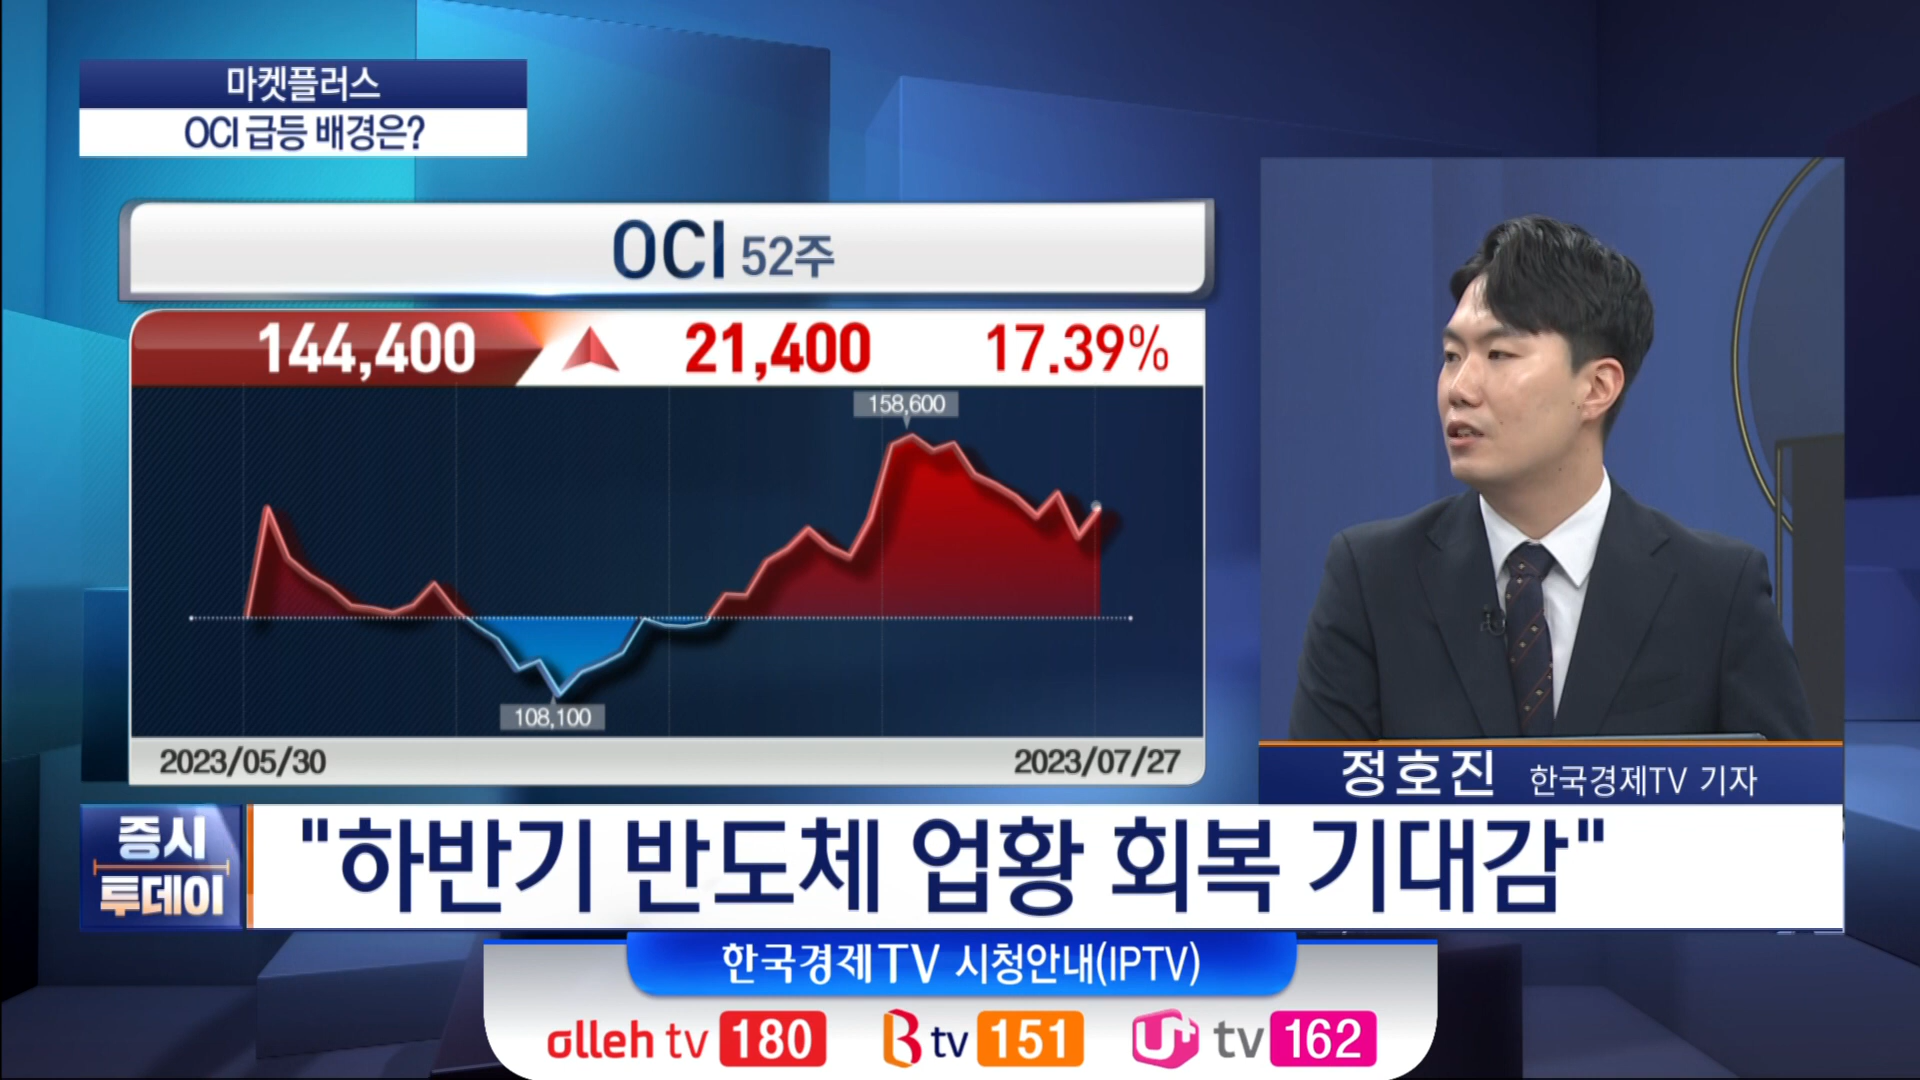 마켓플러스
OCI 급등 배경은?
OCI 52주
144,400 ▲ 21,400 17.39%
158,600
108,100
2023/05/30 2023/07/27
정호진 한국경제TV 기자
증시
투데이
"하반기 반도체 업황 회복 기대감"
한국경제TV 시청안내(IPTV)
olleh tv 180 B tv 151 U+ tv 162